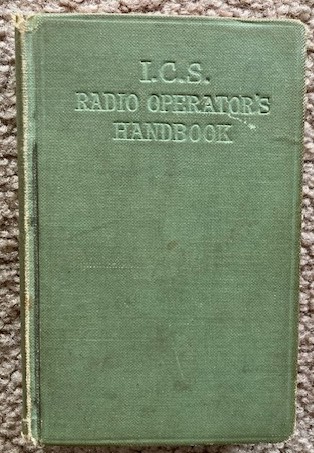 I.C.S.
RADIO OPERATOR'S
HANDBOOK